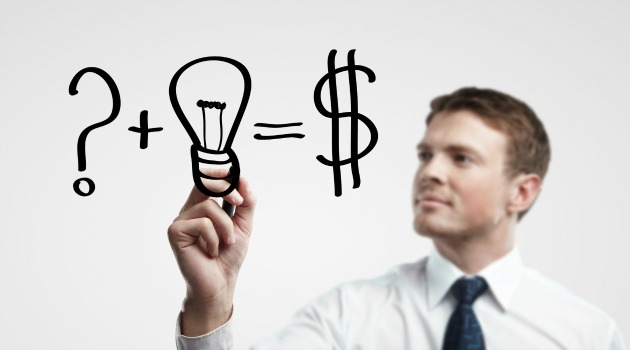 ? + = $